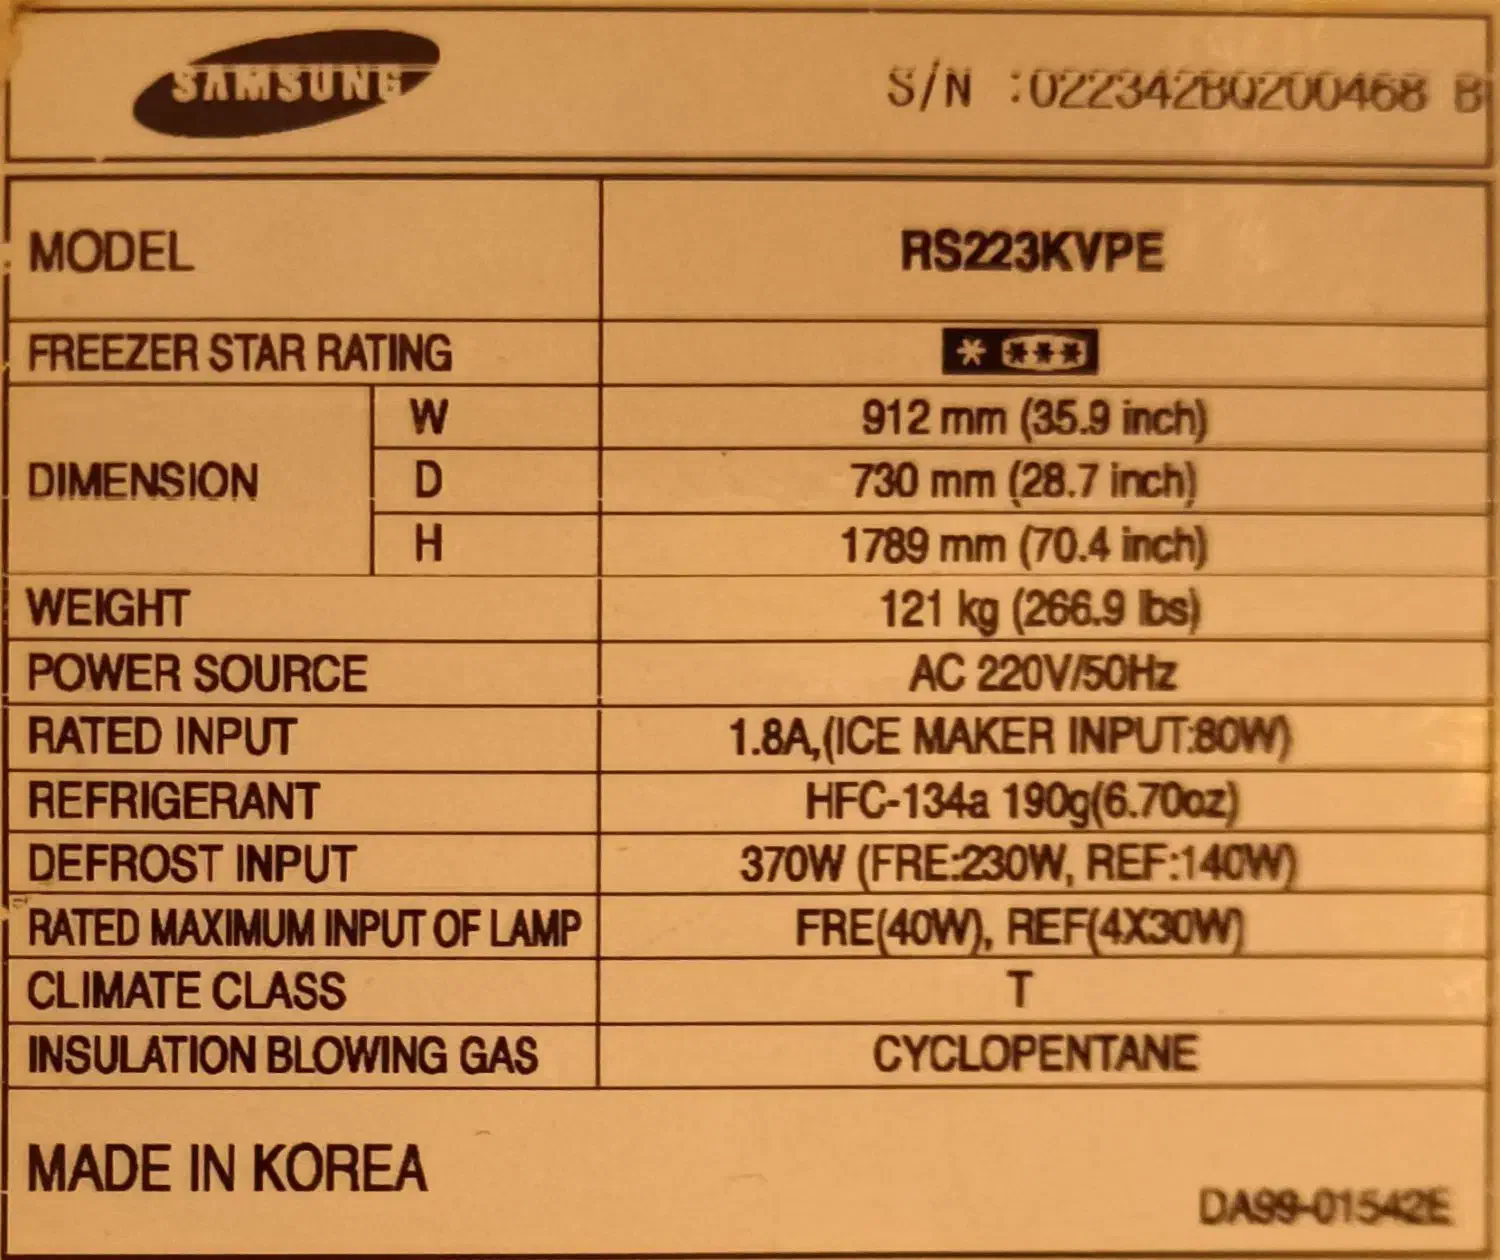 SAMSUNG
S/N :022342BQ200468 B
MODEL RS223KVPE
FREEZER STAR RATING * ***
DIMENSION W 912 mm (35.9 inch)
D 730 mm (28.7 inch)
H 1789 mm (70.4 inch)
WEIGHT 121 kg (266.9 lbs)
POWER SOURCE AC 220V/50Hz
RATED INPUT 1.8A,(ICE MAKER INPUT:80W)
REFRIGERANT HFC-134a 190g(6.70oz)
DEFROST INPUT 370W (FRE:230W, REF:140W)
RATED MAXIMUM INPUT OF LAMP FRE(40W), REF(4X30W)
CLIMATE CLASS T
INSULATION BLOWING GAS CYCLOPENTANE
MADE IN KOREA
DA99-01542E